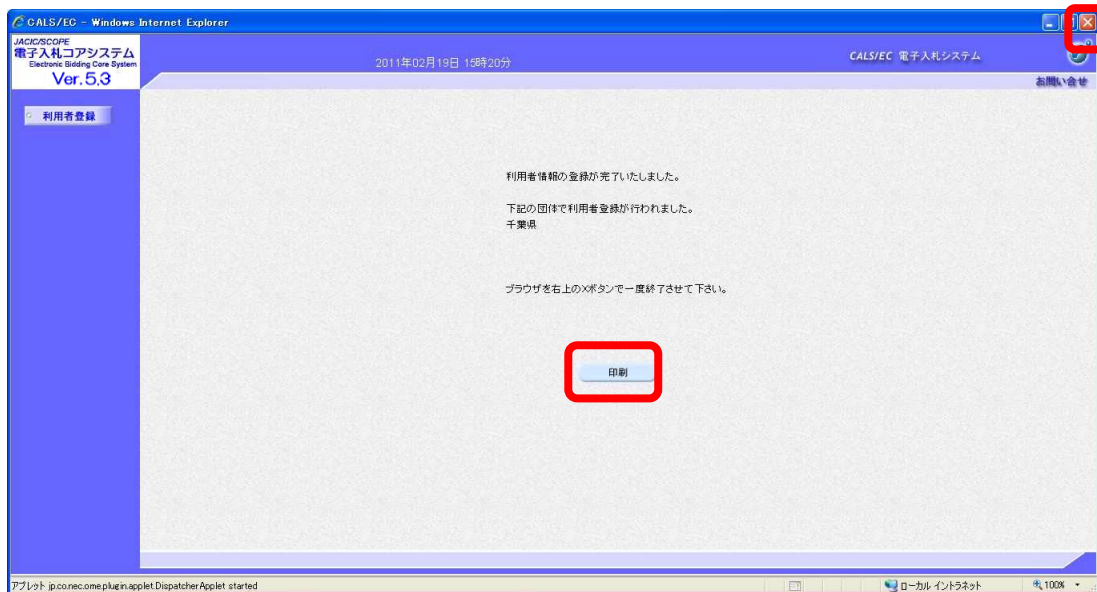 CALS/EC - Windows Internet Explorer
JACIC/SCOPE
電子入札コアシステム
Electronic Bidding Core System
Ver.5.3
2011年02月19日 15時20分
CALS/EC 電子入札システム
お問い合せ
利用者登録
利用者情報の登録が完了いたしました。
下記の団体で利用者登録が行われました。
千葉県
ブラウザを右上の×ボタンで一度終了させて下さい。
印刷
アプレット jp.co.nec.ome.plugin.applet.DispatcherApplet started
ローカル イントラネット
100%